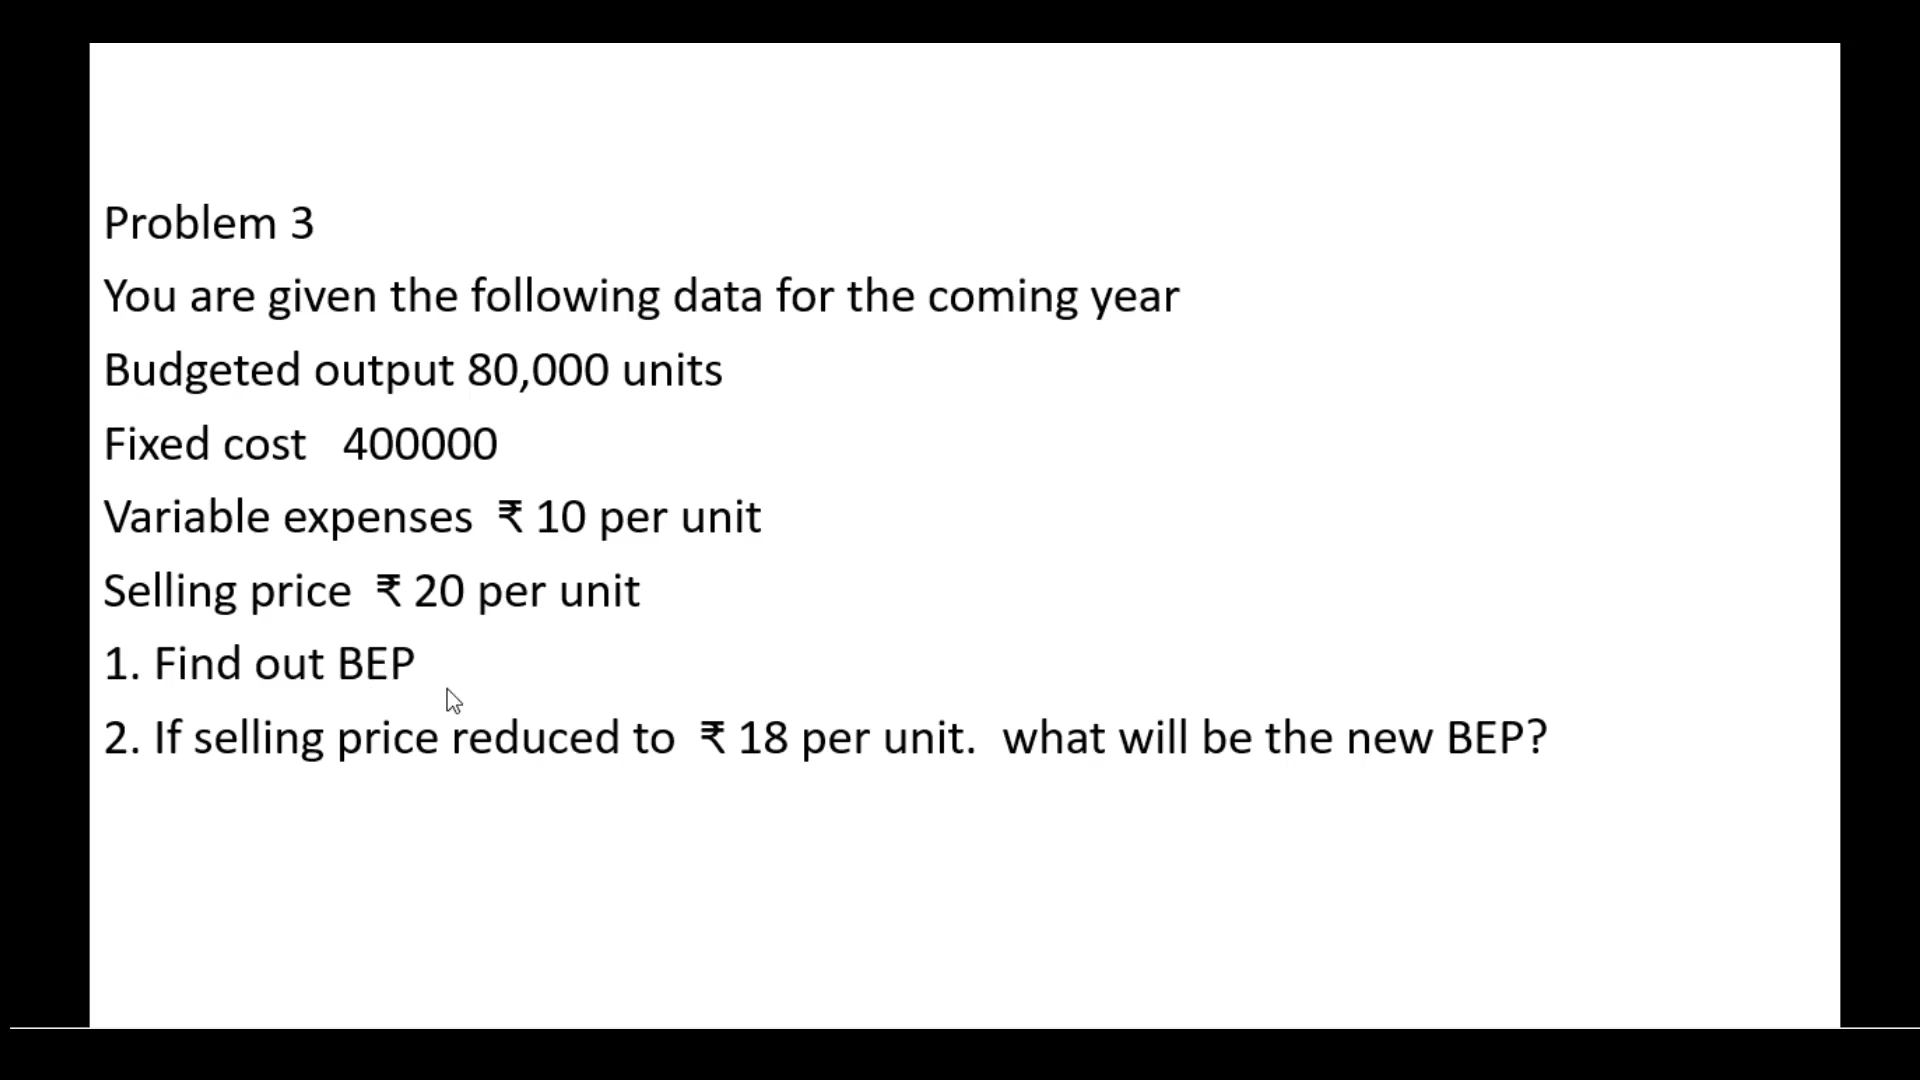 Problem 3
You are given the following data for the coming year
Budgeted output 80,000 units
Fixed cost 400000
Variable expenses ₹ 10 per unit
Selling price ₹ 20 per unit
1. Find out BEP
2. If selling price reduced to ₹ 18 per unit. what will be the new BEP?